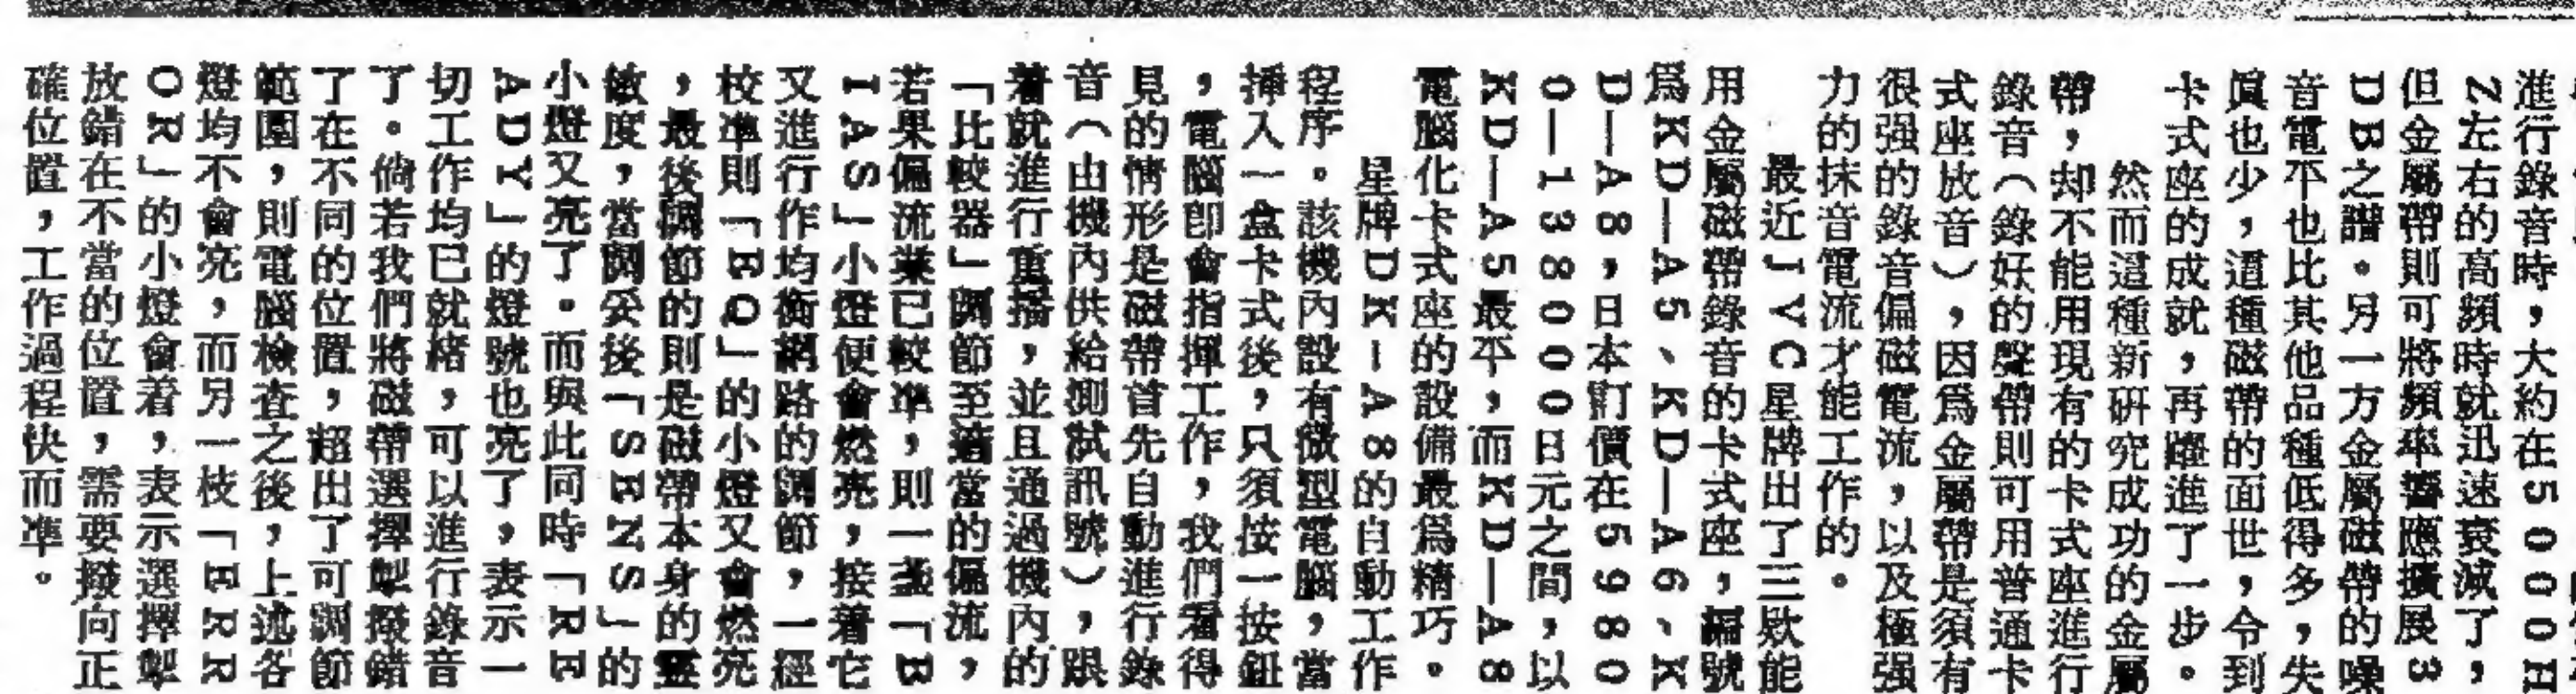 進行錄音時，大約在5000H
Z左右的高頻時就迅速衰減了，
但金屬帶則可將頻率響應擴展3
DB之譜。另一方金屬磁帶的噪
音電平也比其他品種低得多，失
眞也少，這種磁帶的面世，令到
卡式座的成就，再躍進了一步。
然而這種新研究成功的金屬
帶，却不能用現有的卡式座進行
錄音（錄好的聲帶則可用普通卡
式座放音），因爲金屬帶是須有
很强的錄音偏磁電流，以及極强
力的抹音電流才能工作的。
最近JVC星牌出了三欵能
用金屬磁帶錄音的卡式座，編號
爲KD—A5、KD—A6、K
D—A8，日本訂價在5980
0—138000日元之間，以
KD—A5最平，而KD—A8
電腦化卡式座的設備最爲精巧。
星牌DK－A8的自動工作
程序。該機內設有微型電腦，當
揷入一盒卡式後，只須按一按鈕
，電腦卽會指揮工作，我們看得
見的情形是磁帶首先自動進行錄
音（由機內供給測試訊號），跟
着就進行重播，並且通過機內的
「比較器」調節至適當的偏流，
若果偏流業已較準，則一盞「B
IAS」小燈便會燃亮，接着它
又進行作均衡網路的調節，一經
校準則「EQ」的小燈又會燃亮
，最後調節的則是磁帶本身的靈
敏度，當調妥後「SENS」的
小燈又亮了。而與此同時「RE
ADY」的燈號也亮了，表示一
切工作均已就緒，可以進行錄音
了。倘若我們將磁帶選擇掣撥錯
了在不同的位置，超出了可調節
範圍，則電腦檢查之後，上述各
燈均不會亮，而另一枝「ERR
OR」的小燈會着，表示選擇掣
放錯在不當的位置，需要撥向正
確位置，工作過程快而準。